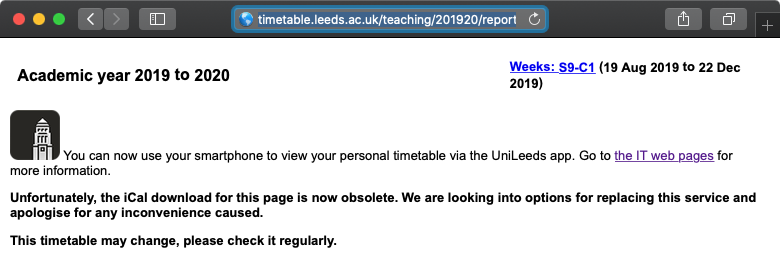 timetable.leeds.ac.uk/teaching/201920/report
Academic year 2019 to 2020
Weeks: S9-C1 (19 Aug 2019 to 22 Dec
2019)
You can now use your smartphone to view your personal timetable via the UniLeeds app. Go to the IT web pages for
more information.
Unfortunately, the iCal download for this page is now obsolete. We are looking into options for replacing this service and
apologise for any inconvenience caused.
This timetable may change, please check it regularly.